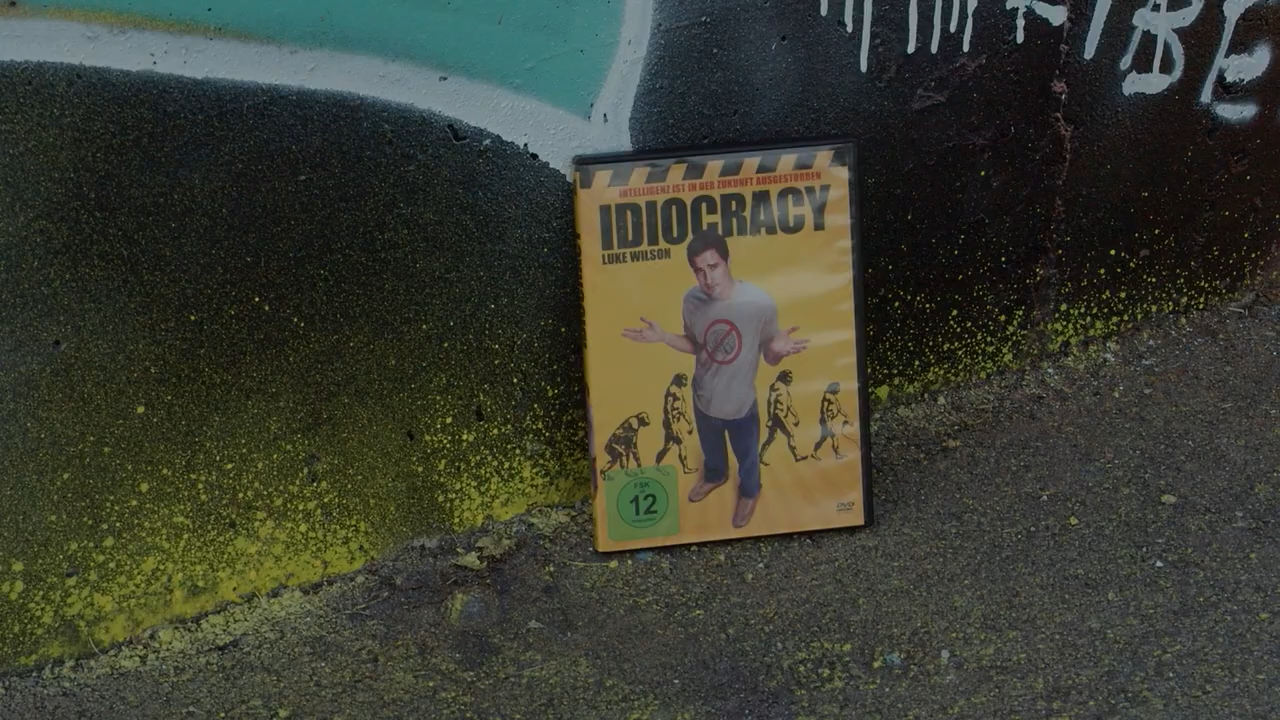 INTELLIGENZ IST IN DER ZUKUNFT AUSGESTORBEN
IDIOCRACY
LUKE WILSON
FSK
12
DVD